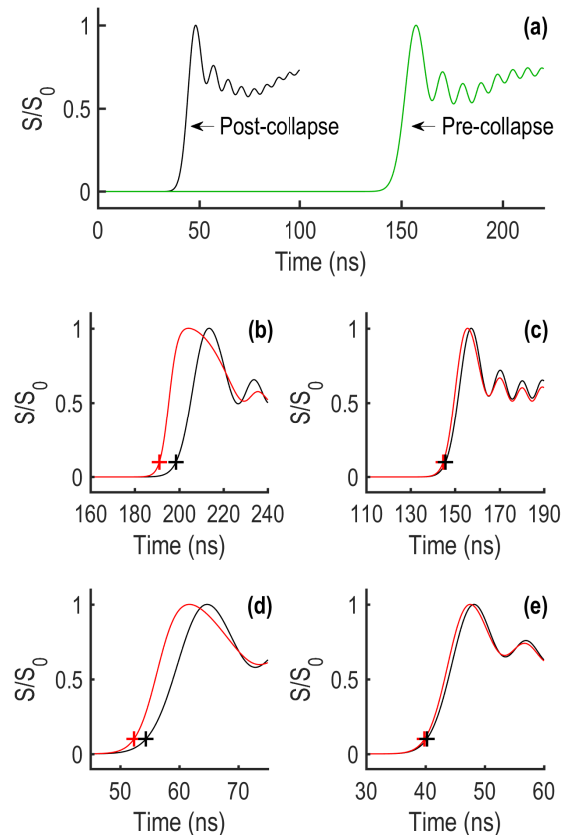 (a)
S/S0
1
0.5
0
Post-collapse
Pre-collapse
0 50 100 150 200
Time (ns)
(b)
S/S0
1
0.5
0
160 180 200 220 240
Time (ns)
(c)
S/S0
1
0.5
0
110 130 150 170 190
Time (ns)
(d)
S/S0
1
0.5
0
50 60 70
Time (ns)
(e)
S/S0
1
0.5
0
30 40 50 60
Time (ns)